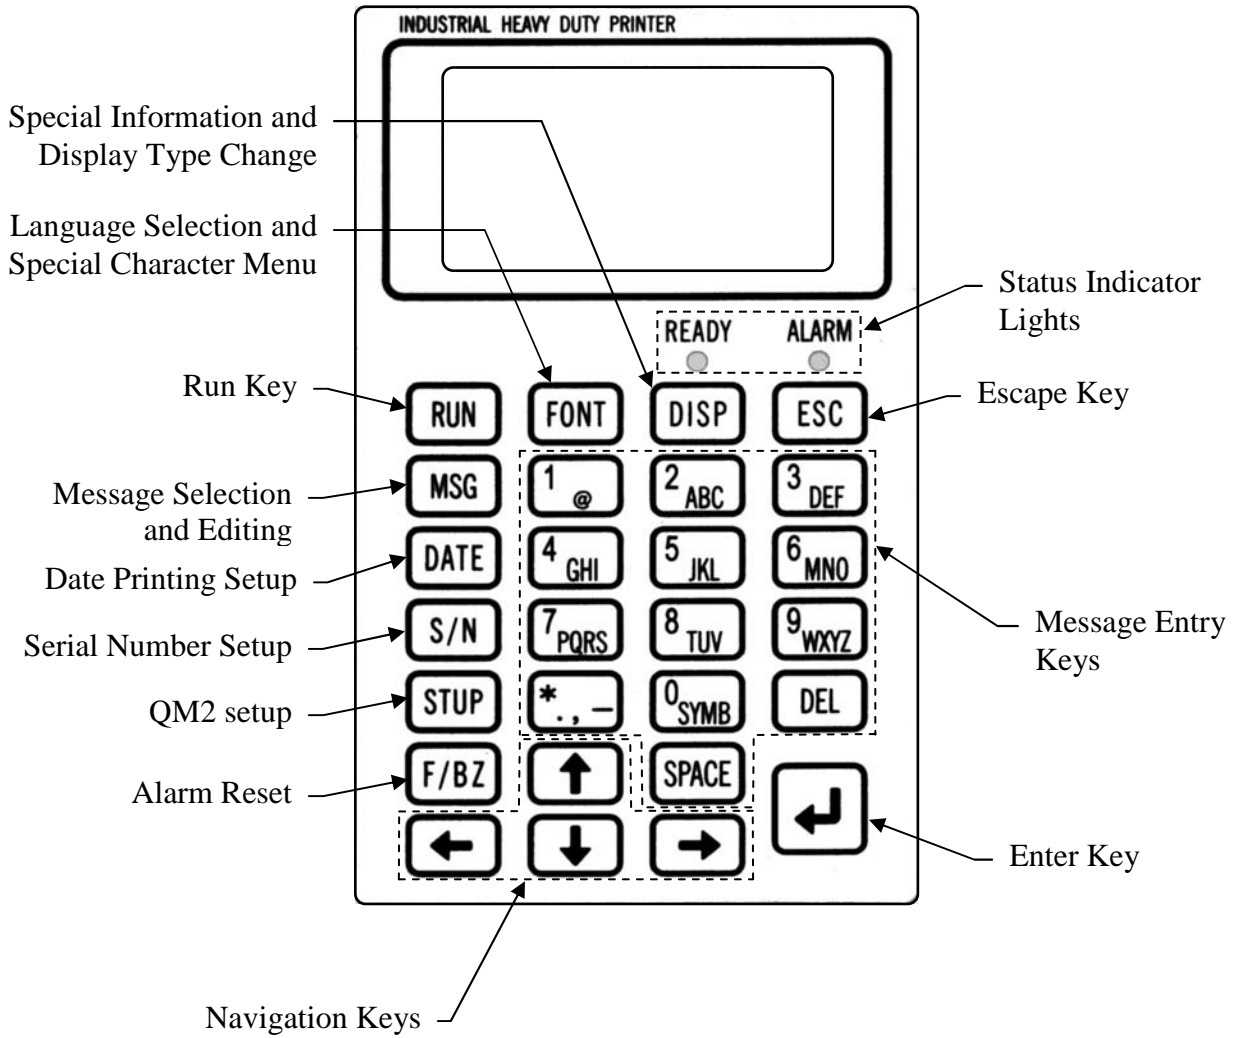 INDUSTRIAL HEAVY DUTY PRINTER
Special Information and
Display Type Change
Language Selection and
Special Character Menu
Status Indicator
Lights
READY ALARM
Run Key
RUN FONT DISP ESC
Escape Key
Message Selection
and Editing
MSG 1 @ 2 ABC 3 DEF
Date Printing Setup
DATE 4 GHI 5 JKL 6 MNO
Serial Number Setup
S/N 7 PQRS 8 TUV 9 WXYZ
Message Entry
Keys
QM2 setup
STUP * . , – 0 SYMB DEL
Alarm Reset
F/BZ ↑ SPACE ↵
← ↓ →
Enter Key
Navigation Keys